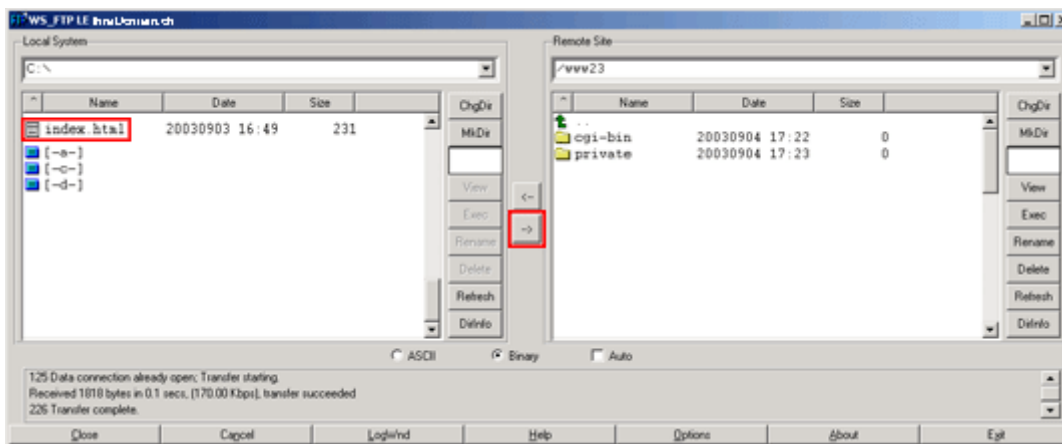 WS_FTP LE
Local System
Remote Site
C:\
/www23
^ Name Date Size
ChgDir
^ Name Date Size
ChgDir
index.html 20030903 16:49 231
MkDir
..
MkDir
[-a-]
cgi-bin 20030904 17:22 0
[-c-]
private 20030904 17:23 0
[-d-]
View
<-
View
Exec
->
Exec
Rename
Rename
Delete
Delete
Refresh
Refresh
DirInfo
DirInfo
ASCII Binary Auto
125 Data connection already open; Transfer starting.
Received 1818 bytes in 0.1 secs, (170.00 Kbps), transfer succeeded
226 Transfer complete.
Close Cancel LogWnd Help Options About Exit